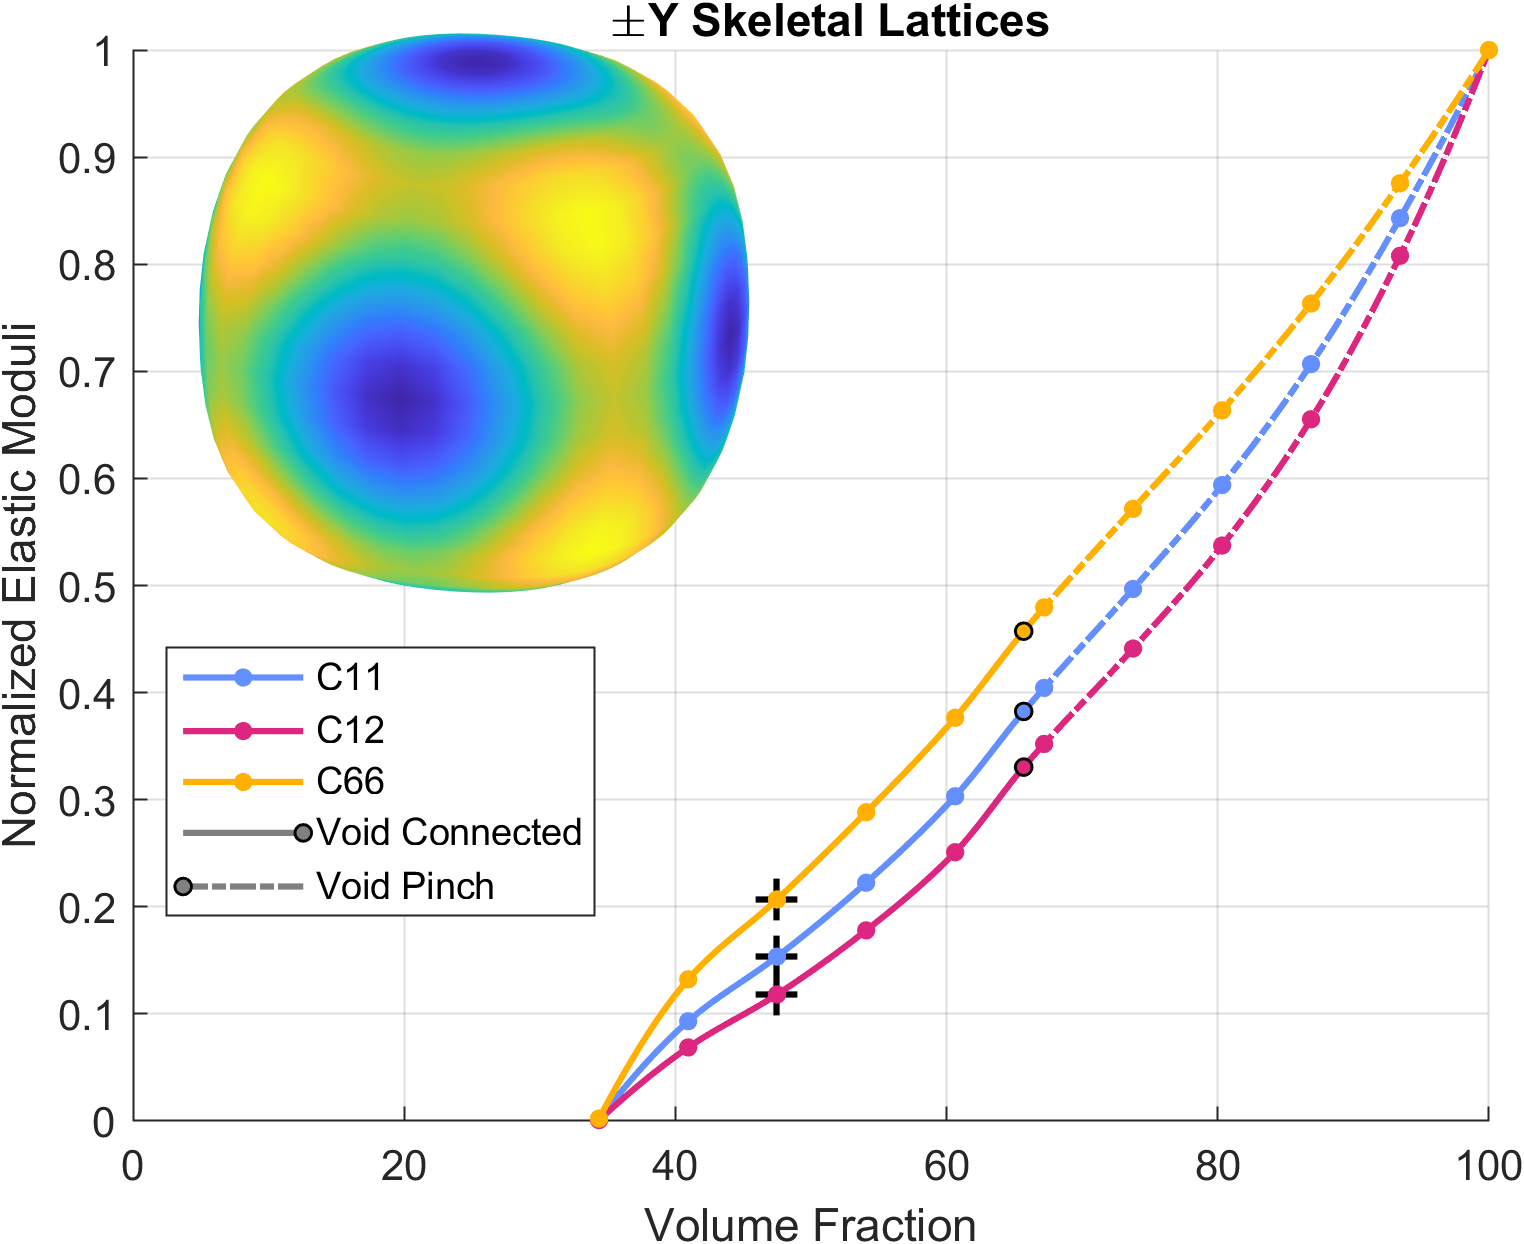 ±Y Skeletal Lattices
1
0.9
0.8
0.7
0.6
0.5
0.4
0.3
0.2
0.1
0
Normalized Elastic Moduli
C11
C12
C66
Void Connected
Void Pinch
0 20 40 60 80 100
Volume Fraction